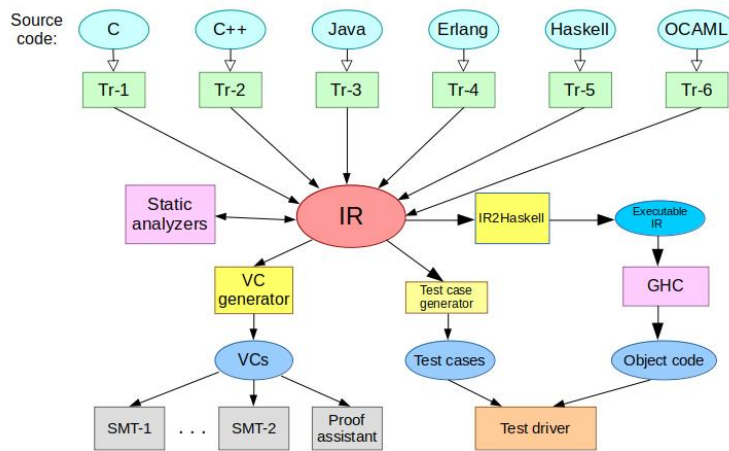 Source
code:
C
C++
Java
Erlang
Haskell
OCAML
Tr-1
Tr-2
Tr-3
Tr-4
Tr-5
Tr-6
Static
analyzers
IR
IR2Haskell
Executable
IR
VC
generator
Test case
generator
GHC
VCs
Test cases
Object code
SMT-1
. . .
SMT-2
Proof
assistant
Test driver